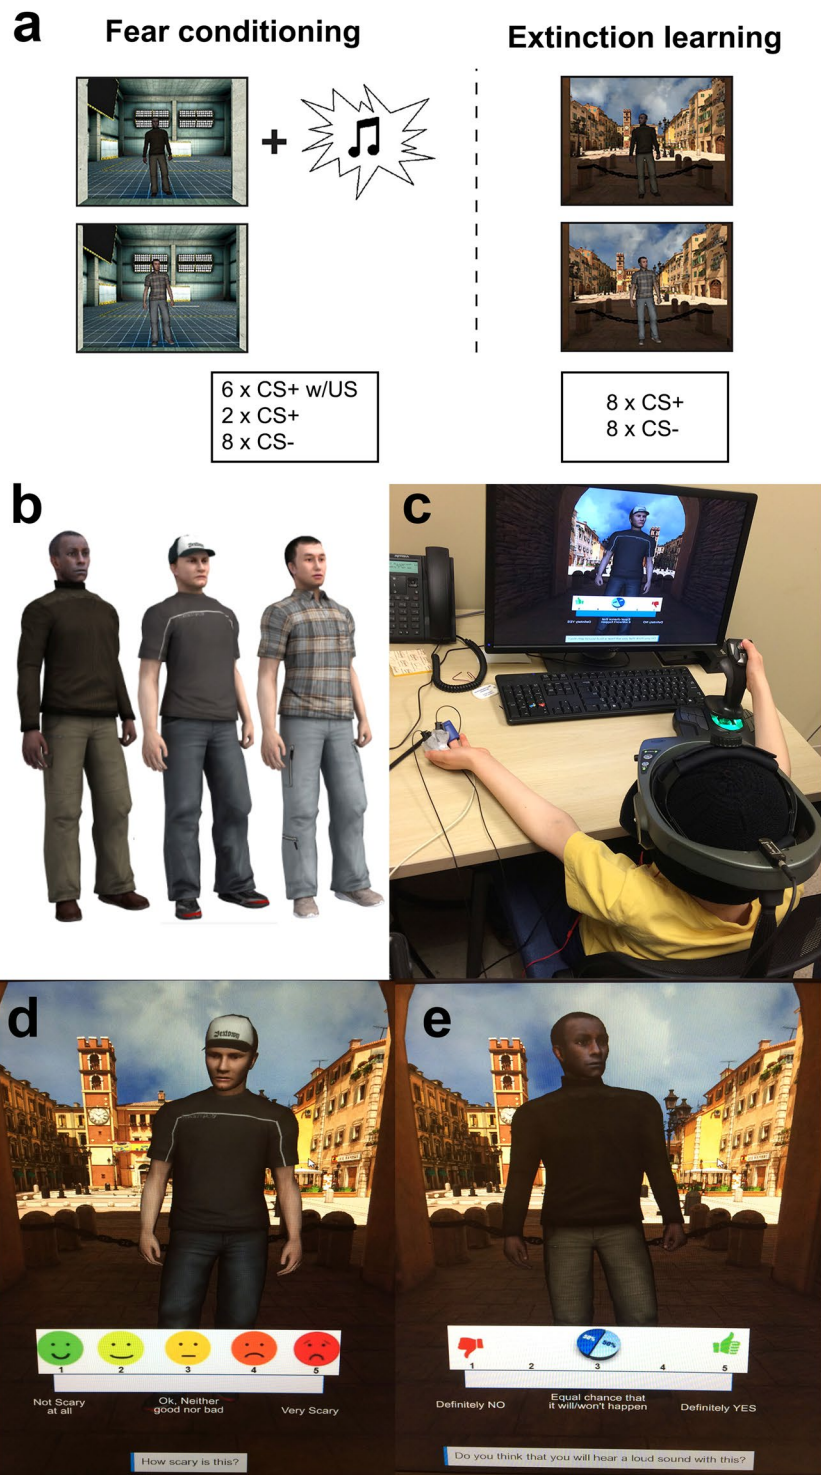 a
Fear conditioning
Extinction learning
+
6 x CS+ w/US
2 x CS+
8 x CS-
8 x CS+
8 x CS-
b
c
d
e
1 2 3 4 5
Not Scary
at all
Ok, Neither
good nor bad
Very Scary
How scary is this?
50% 50%
1 2 3 4 5
Definitely NO
Equal chance that
it will/won't happen
Definitely YES
Do you think that you will hear a loud sound with this?